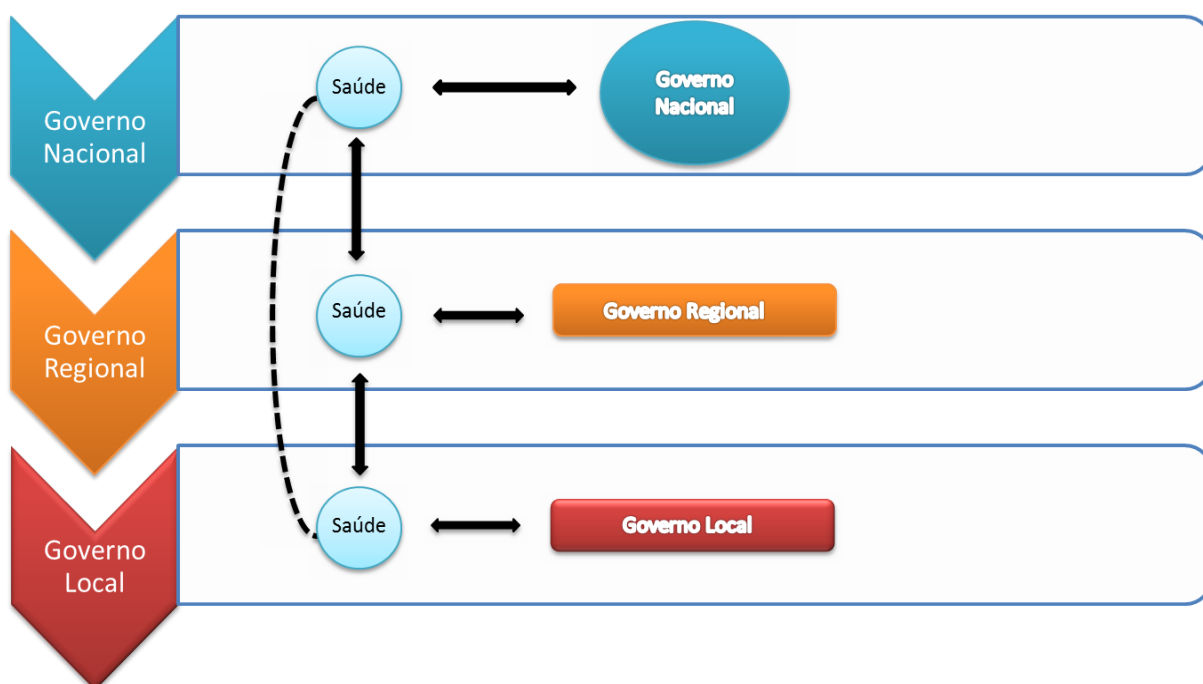 Governo
Nacional
Saúde
Governo
Nacional
Governo
Regional
Saúde
Governo Regional
Governo
Local
Saúde
Governo Local